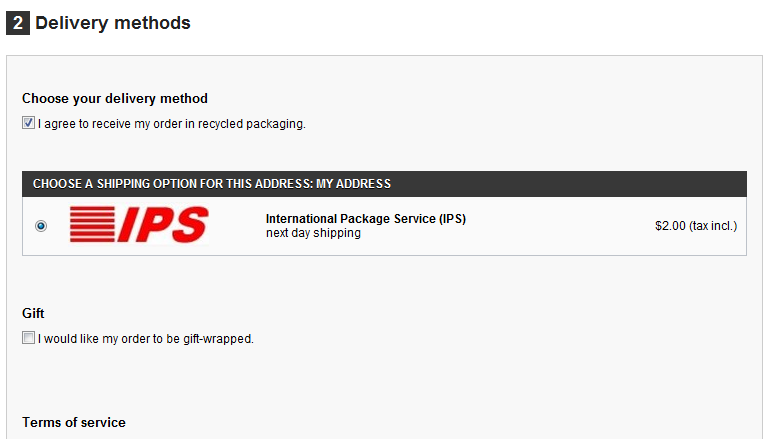 2 Delivery methods
Choose your delivery method
I agree to receive my order in recycled packaging.
CHOOSE A SHIPPING OPTION FOR THIS ADDRESS: MY ADDRESS
IPS
International Package Service (IPS)
next day shipping
$2.00 (tax incl.)
Gift
I would like my order to be gift-wrapped.
Terms of service